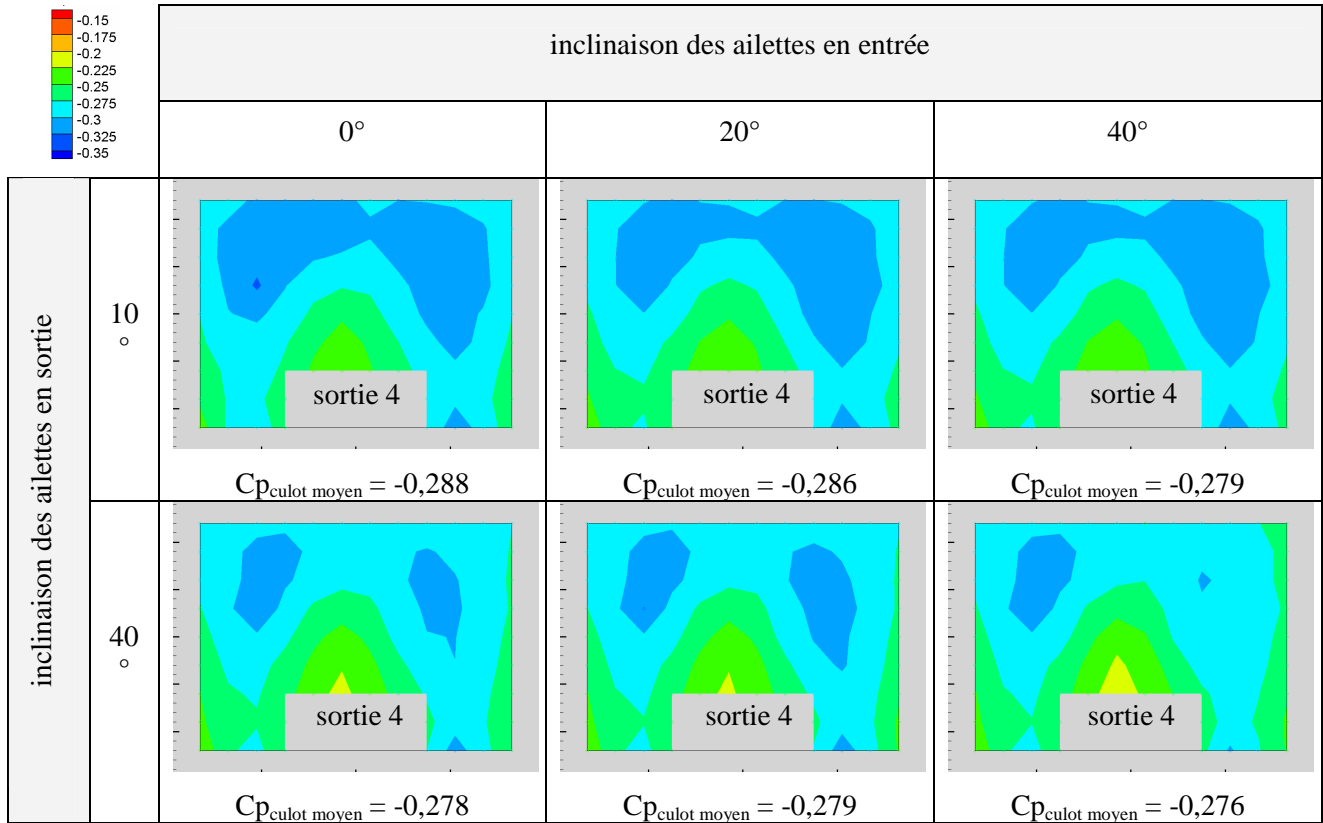 -0.15
-0.175
-0.2
-0.225
-0.25
-0.275
-0.3
-0.325
-0.35
inclinaison des ailettes en entrée
0°
20°
40°
inclinaison des ailettes en sortie
10
°
sortie 4
sortie 4
sortie 4
Cpculot moyen = -0,288
Cpculot moyen = -0,286
Cpculot moyen = -0,279
40
°
sortie 4
sortie 4
sortie 4
Cpculot moyen = -0,278
Cpculot moyen = -0,279
Cpculot moyen = -0,276